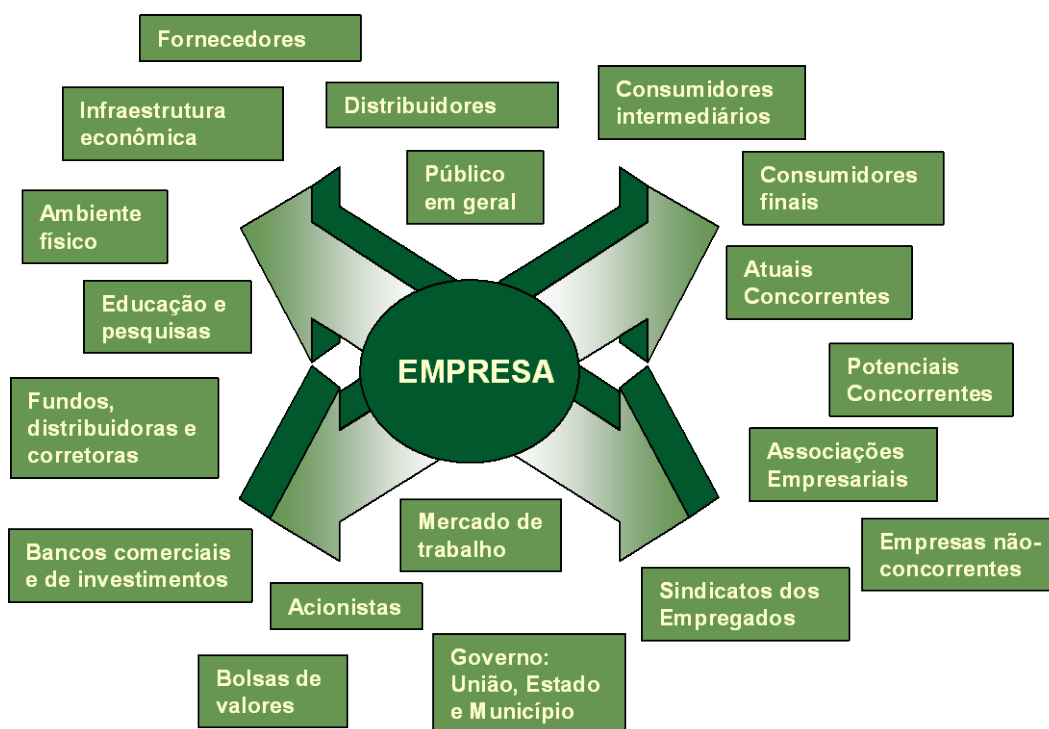 Fornecedores
Infraestrutura
econômica
Distribuidores
Consumidores
intermediários
Público
em geral
Consumidores
finais
Ambiente
físico
Atuais
Concorrentes
Educação e
pesquisas
EMPRESA
Potenciais
Concorrentes
Fundos,
distribuidoras e
corretoras
Associações
Empresariais
Mercado de
trabalho
Bancos comerciais
e de investimentos
Empresas não-
concorrentes
Acionistas
Sindicatos dos
Empregados
Bolsas de
valores
Governo:
União, Estado
e Município